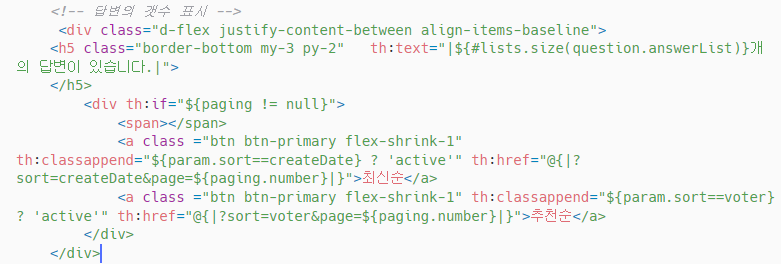 <!-- 답변의 갯수 표시 -->
<div class="d-flex justify-content-between align-items-baseline">
<h5 class="border-bottom my-3 py-2"   th:text="|${#lists.size(question.answerList)}개
의 답변이 있습니다.|">
</h5>
<div th:if="${paging != null}">
<span></span>
<a class ="btn btn-primary flex-shrink-1"
th:classappend="${param.sort==createDate} ? 'active'" th:href="@{|?
sort=createDate&page=${paging.number}|}">최신순</a>
<a class ="btn btn-primary flex-shrink-1" th:classappend="${param.sort==voter}
? 'active'" th:href="@{|?sort=voter&page=${paging.number}|}">추천순</a>
</div>
</div>